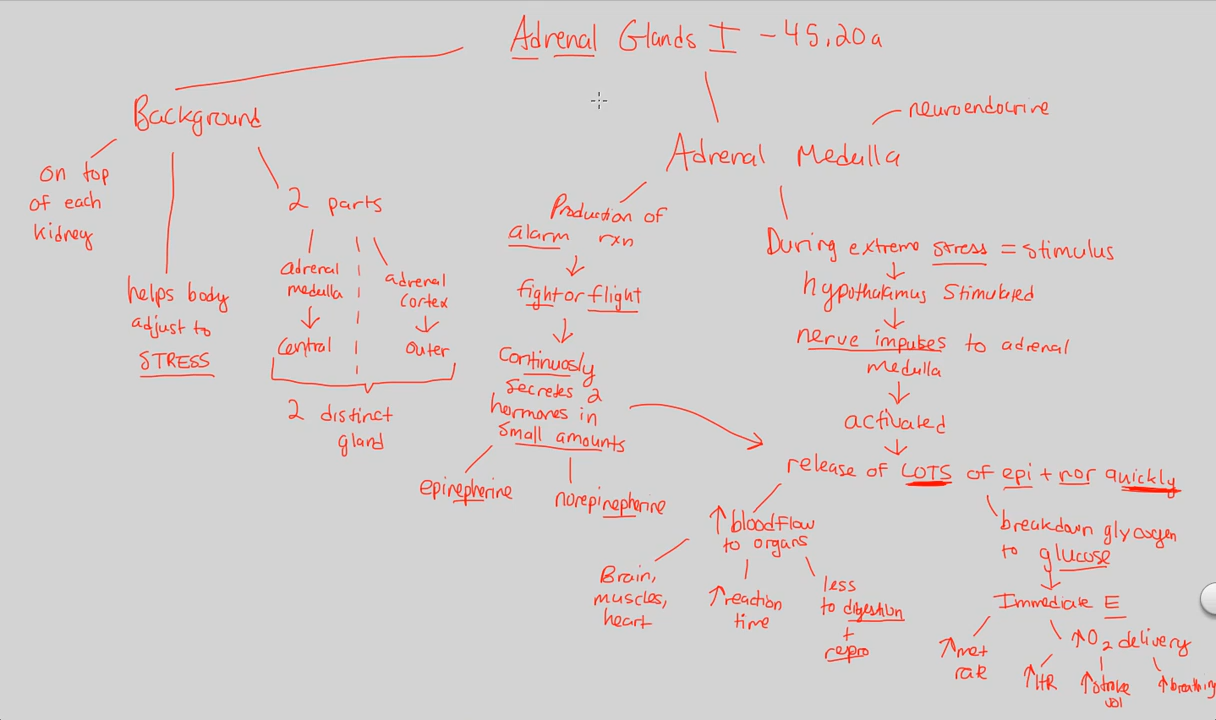 Adrenal Glands I - 45.20a
Background
on top
of each
kidney
helps body
adjust to
STRESS
2 parts
adrenal
medulla
central
adrenal
cortex
outer
2 distinct
gland
Adrenal Medulla
neuroendocrine
Production of
alarm rxn
fight or flight
Continuosly
secretes 2
hormones in
small amounts
epinepherine
norepinepherine
During extreme stress = stimulus
hypothalamus stimulated
nerve impulses to adrenal
medulla
activated
release of LOTS of epi + nor quickly
↑ bloodflow
to organs
Brain,
muscles,
heart
↑ reaction
time
less
to digestion
+
repro
breakdown glycogen
to glucose
Immediate E
↑ met
rate
↑ O2 delivery
↑ HR
↑ stroke
vol
↑ breathing